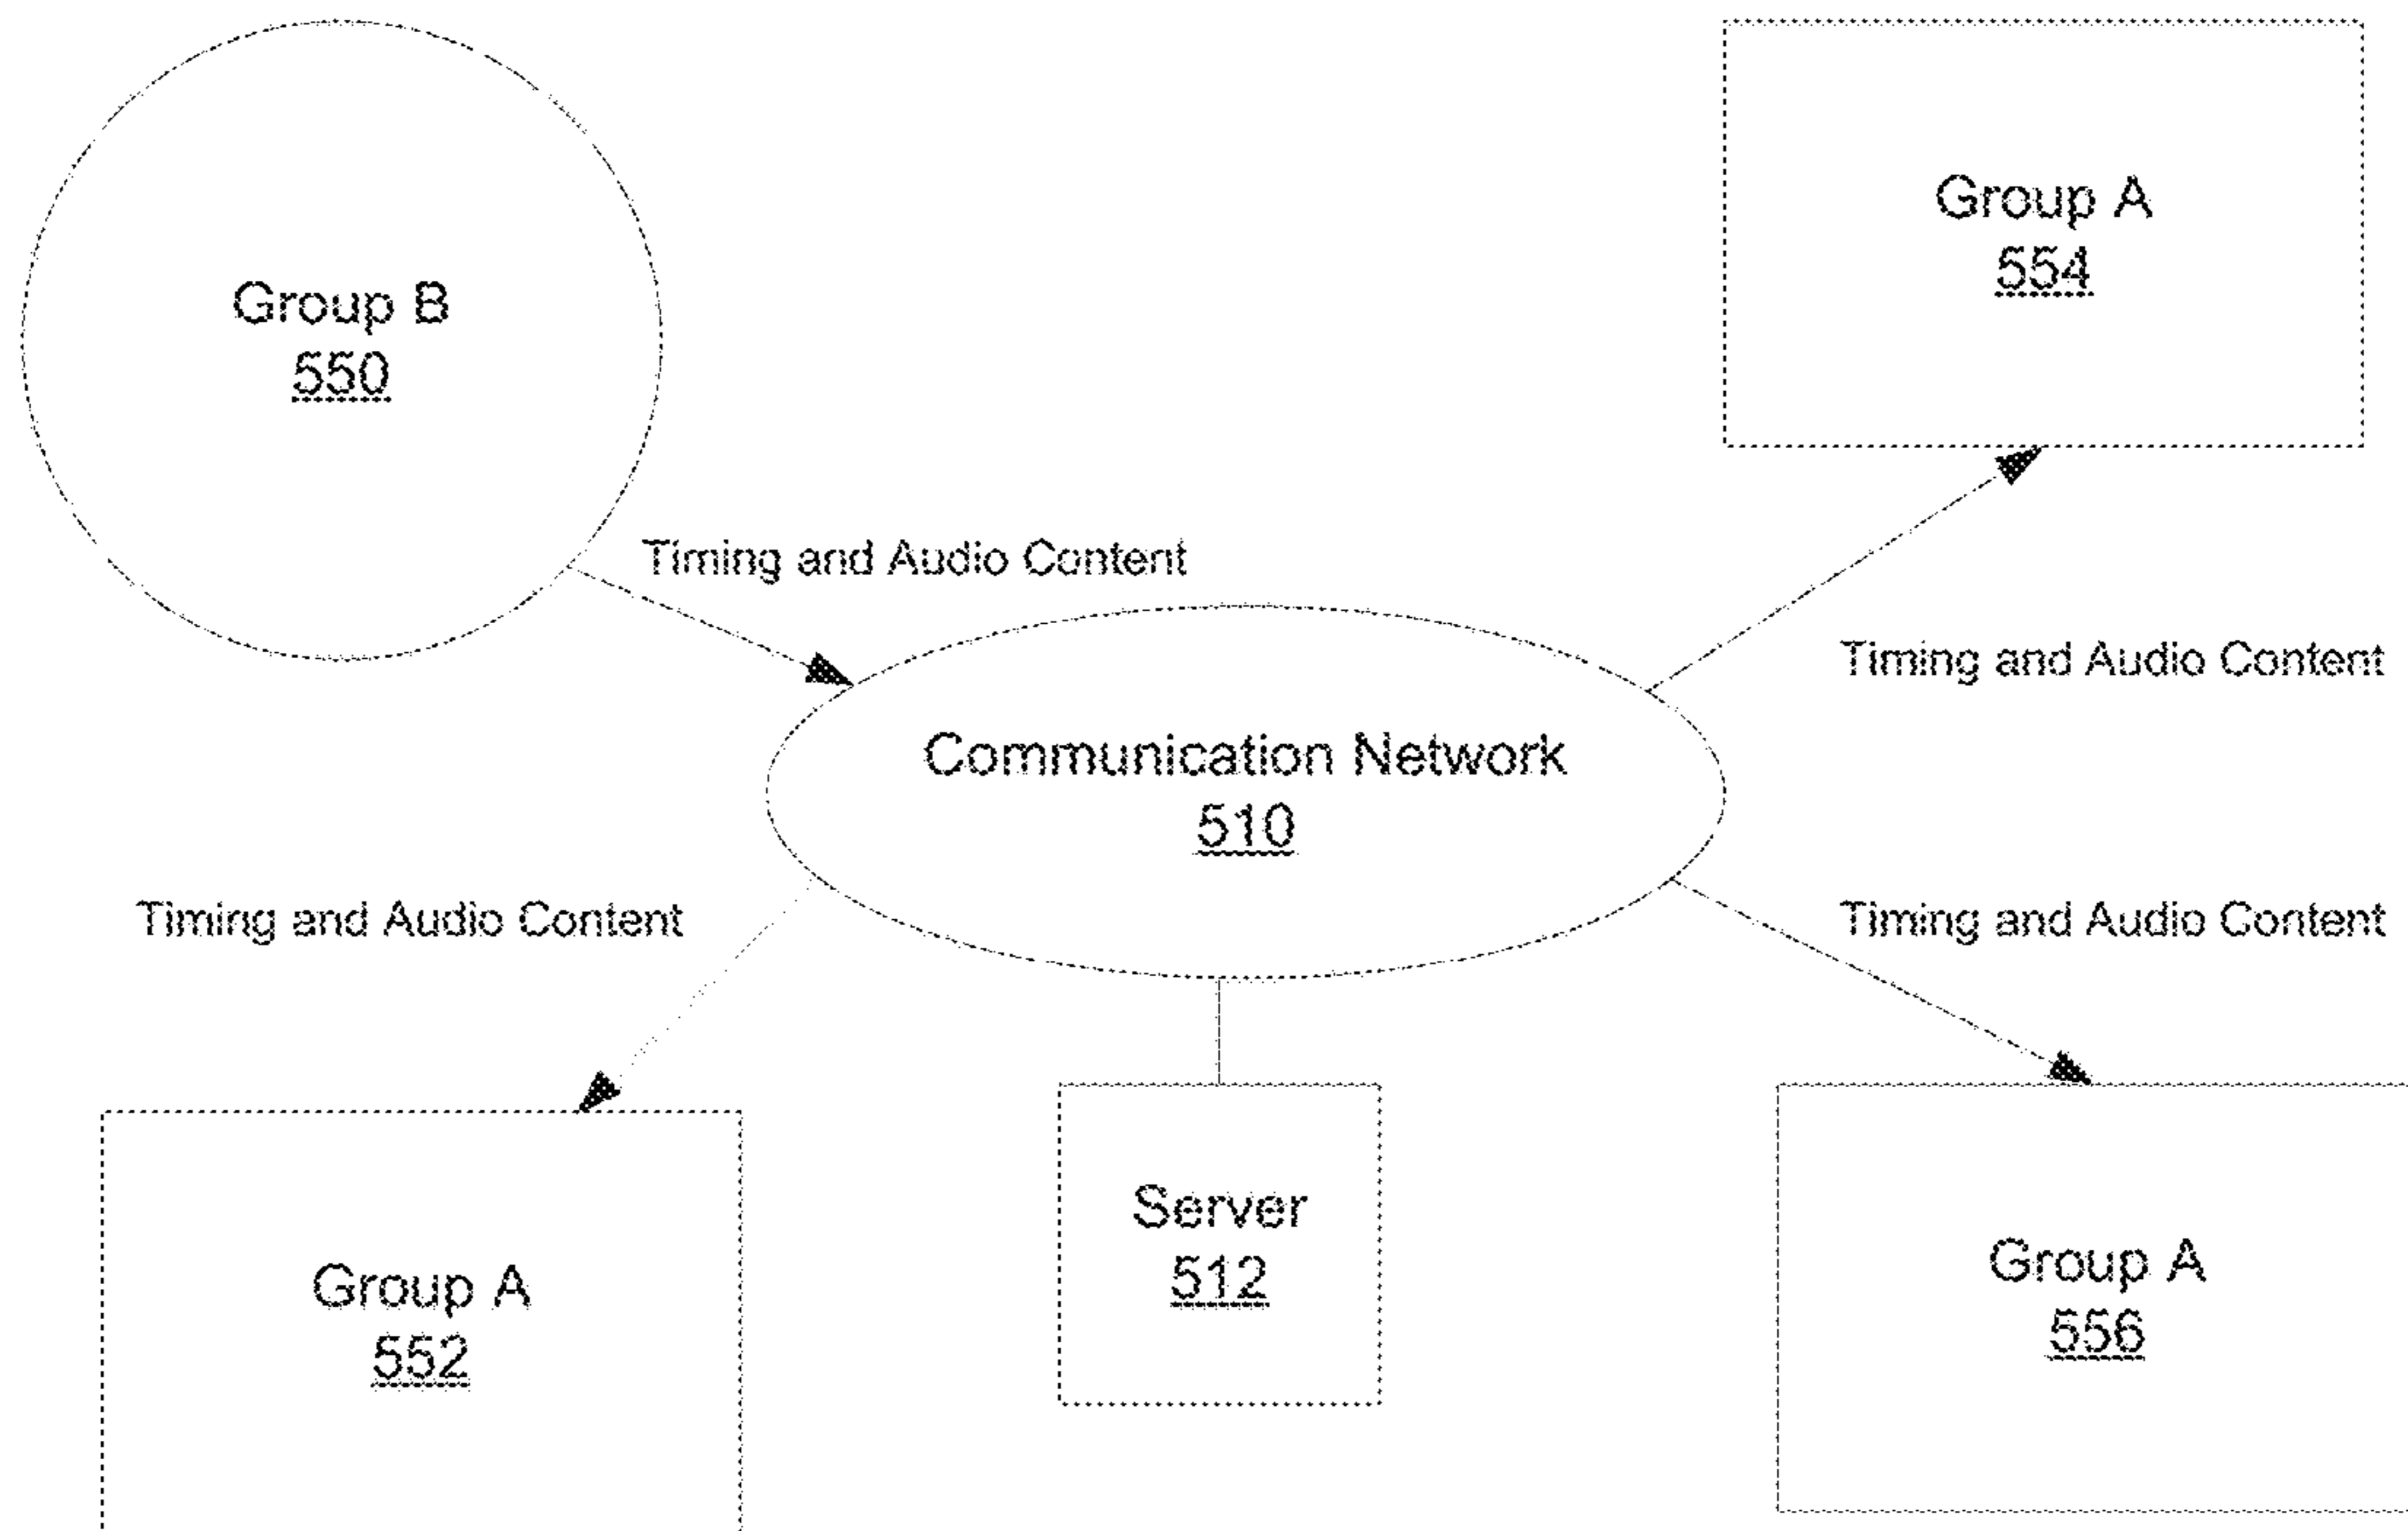 Group B
550
Group A
554
Timing and Audio Content
Timing and Audio Content
Communication Network
510
Timing and Audio Content
Timing and Audio Content
Server
512
Group A
552
Group A
556